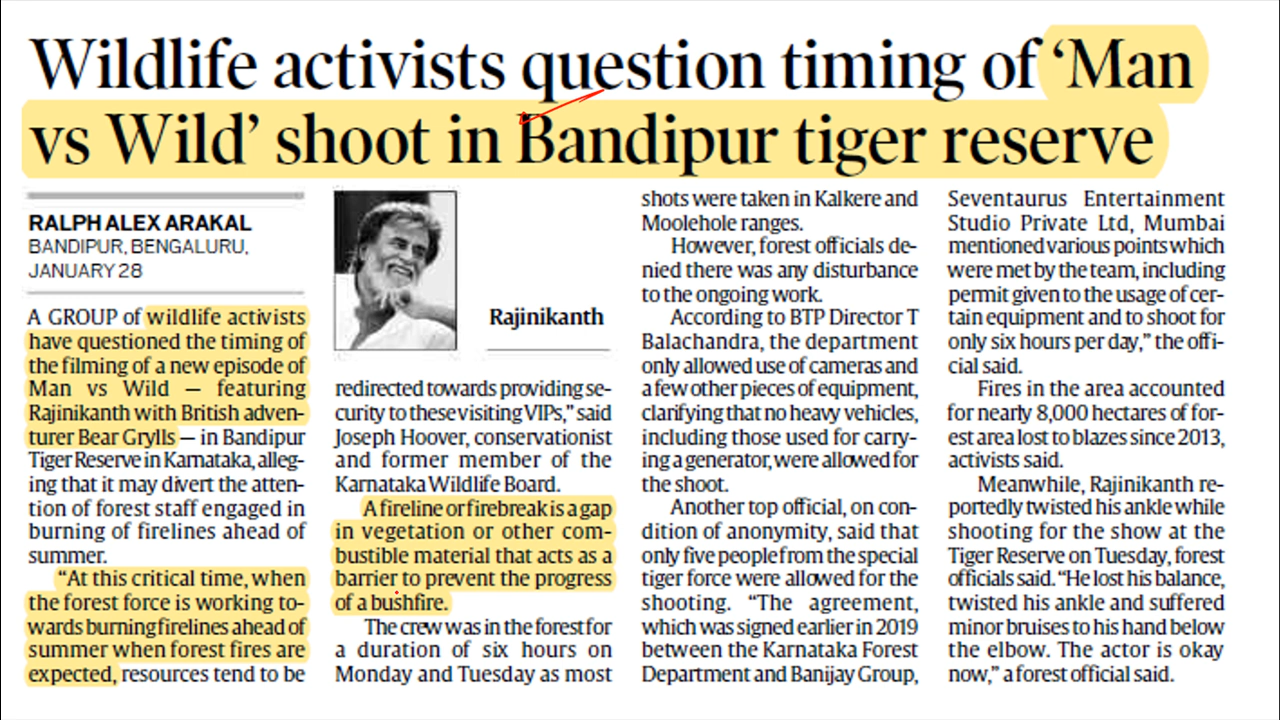 Wildlife activists question timing of ‘Man
vs Wild’ shoot in Bandipur tiger reserve
RALPH ALEX ARAKAL
BANDIPUR, BENGALURU,
JANUARY 28
A GROUP of wildlife activists
have questioned the timing of
the filming of a new episode of
Man vs Wild — featuring
Rajinikanth with British adven-
turer Bear Grylls — in Bandipur
Tiger Reserve in Karnataka, alleg-
ing that it may divert the atten-
tion of forest staff engaged in
burning of firelines ahead of
summer.
“At this critical time, when
the forest force is working to-
wards burning firelines ahead of
summer when forest fires are
expected, resources tend to be
Rajinikanth
redirected towards providing se-
curity to these visiting VIPs,” said
Joseph Hoover, conservationist
and former member of the
Karnataka Wildlife Board.
A fireline or firebreak is a gap
in vegetation or other com-
bustible material that acts as a
barrier to prevent the progress
of a bushfire.
The crew was in the forest for
a duration of six hours on
Monday and Tuesday as most
shots were taken in Kalkere and
Moolehole ranges.
However, forest officials de-
nied there was any disturbance
to the ongoing work.
According to BTP Director T
Balachandra, the department
only allowed use of cameras and
a few other pieces of equipment,
clarifying that no heavy vehicles,
including those used for carry-
ing a generator, were allowed for
the shoot.
Another top official, on con-
dition of anonymity, said that
only five people from the special
tiger force were allowed for the
shooting. “The agreement,
which was signed earlier in 2019
between the Karnataka Forest
Department and Banijay Group,
Seventaurus Entertainment
Studio Private Ltd, Mumbai
mentioned various points which
were met by the team, including
permit given to the usage of cer-
tain equipment and to shoot for
only six hours per day,” the offi-
cial said.
Fires in the area accounted
for nearly 8,000 hectares of for-
est area lost to blazes since 2013,
activists said.
Meanwhile, Rajinikanth re-
portedly twisted his ankle while
shooting for the show at the
Tiger Reserve on Tuesday, forest
officials said. “He lost his balance,
twisted his ankle and suffered
minor bruises to his hand below
the elbow. The actor is okay
now,” a forest official said.